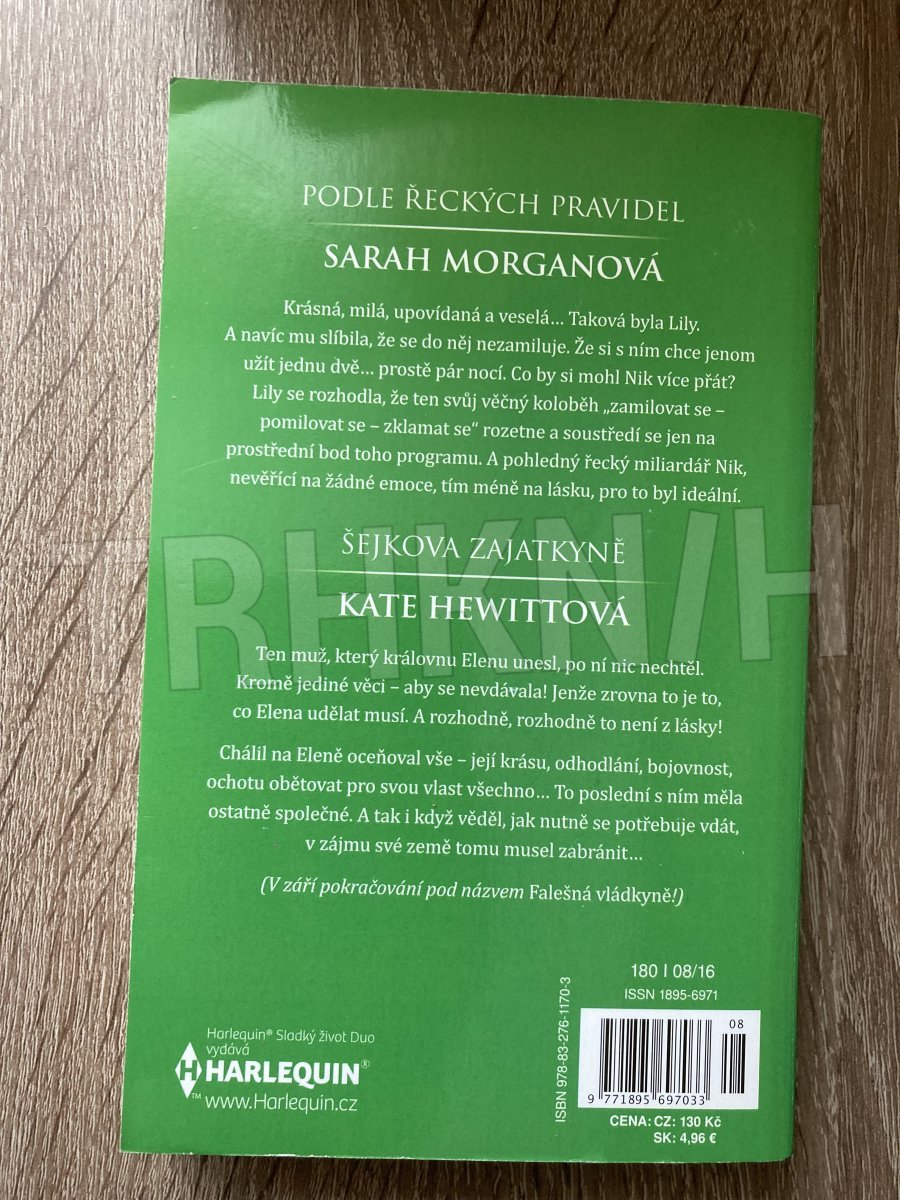 PODLE ŘECKÝCH PRAVIDEL
SARAH MORGANOVÁ
Krásná, milá, upovídaná a veselá… Taková byla Lily.
A navíc mu slíbila, že se do něj nezamiluje. Že si s ním chce jenom
užít jednu dvě… prostě pár nocí. Co by si mohl Nik více přát?
Lily se rozhodla, že ten svůj věčný koloběh „zamilovat se –
pomilovat se – zklamat se“ rozetne a soustředí se jen na
prostřední bod toho programu. A pohledný řecký miliardář Nik,
nevěřící na žádné emoce, tím méně na lásku, pro to byl ideální.
TRHKNIH
ŠEJKOVA ZAJATKYNĚ
KATE HEWITTOVÁ
Ten muž, který královnu Elenu unesl, po ní nic nechtěl.
Kromě jediné věci – aby se nevdávala! Jenže zrovna to je to,
co Elena udělat musí. A rozhodně, rozhodně to není z lásky!
Chálil na Eleně oceňoval vše – její krásu, odhodlání, bojovnost,
ochotu obětovat pro svou vlast všechno… To poslední s ním měla
ostatně společné. A tak i když věděl, jak nutně se potřebuje vdát,
v zájmu své země tomu musel zabránit…
(V září pokračování pod názvem Falešná vládkyně!)
180 | 08/16
ISSN 1895-6971
ISBN 978-83-276-1170-3
08
9 771895 697033
CENA: CZ: 130 Kč
SK: 4,96 €
Harlequin® Sladký život Duo
vydává
H HARLEQUIN®
™ www.Harlequin.cz